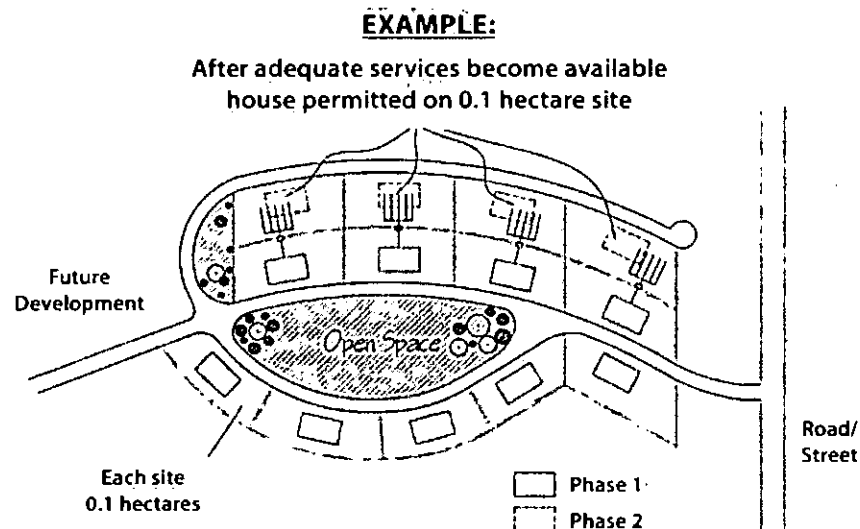 EXAMPLE:
After adequate services become available
house permitted on 0.1 hectare site
Future
Development
Open Space
Each site
0.1 hectares
Road/
Street
Phase 1
Phase 2